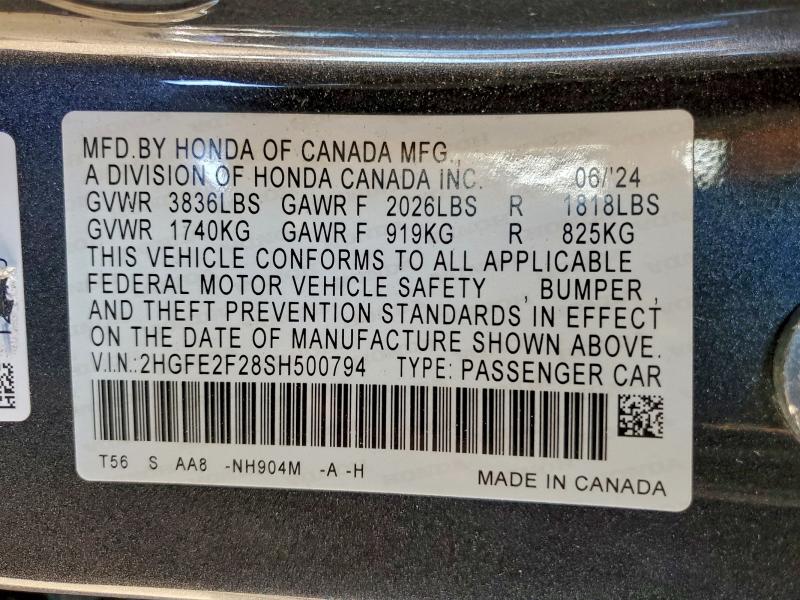 MFD.BY HONDA OF CANADA MFG.,
A DIVISION OF HONDA CANADA INC. 06/'24
GVWR 3836LBS GAWR F 2026LBS R 1818LBS
GVWR 1740KG GAWR F 919KG R 825KG
THIS VEHICLE CONFORMS TO ALL APPLICABLE
FEDERAL MOTOR VEHICLE SAFETY , BUMPER ,
AND THEFT PREVENTION STANDARDS IN EFFECT
ON THE DATE OF MANUFACTURE SHOWN ABOVE.
V.I.N.:2HGFE2F28SH500794 TYPE: PASSENGER CAR
T56 S AA8 -NH904M -A -H
MADE IN CANADA